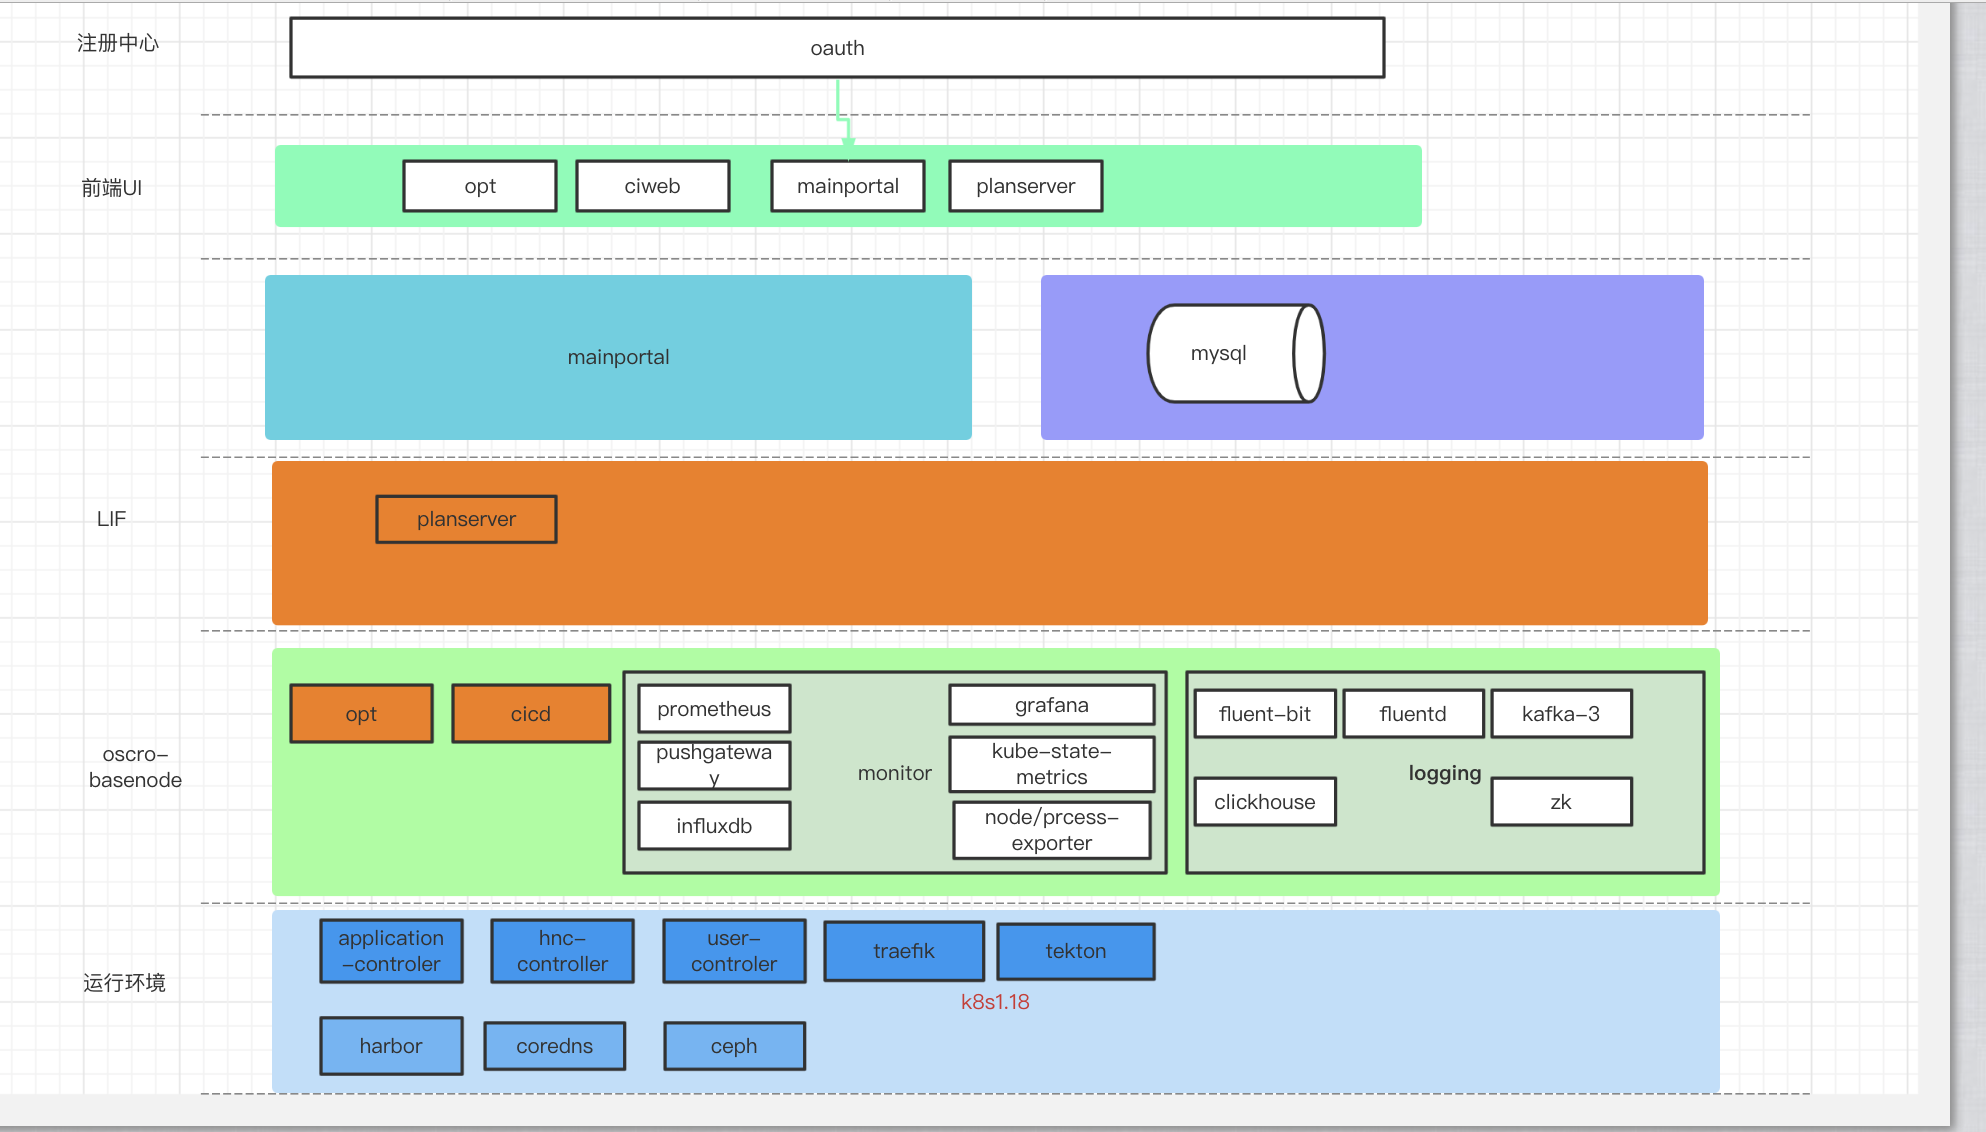 注册中心
oauth
前端UI
opt
ciweb
mainportal
planserver
mainportal
mysql
LIF
planserver
oscro-
basenode
opt
cicd
prometheus
pushgatewa
y
influxdb
monitor
grafana
kube-state-
metrics
node/prcess-
exporter
fluent-bit
fluentd
kafka-3
logging
clickhouse
zk
运行环境
application
-controler
hnc-
controller
user-
controler
traefik
tekton
k8s1.18
harbor
coredns
ceph